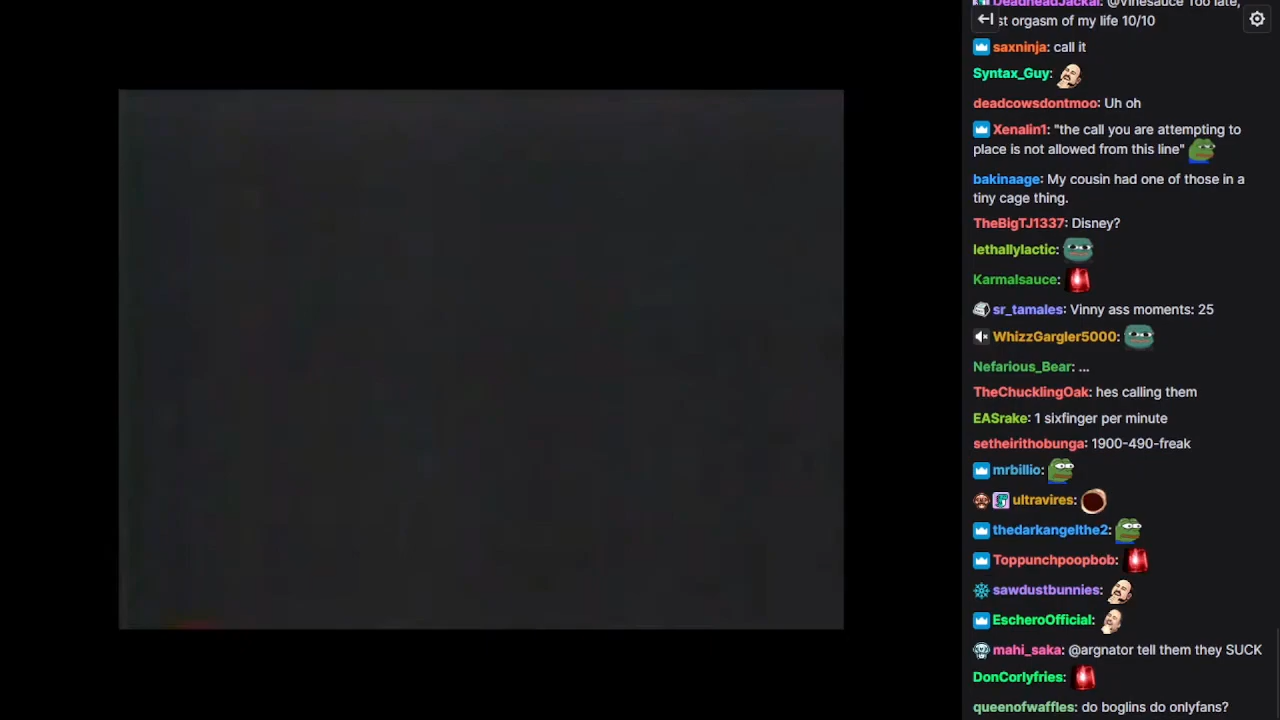 DeadheadJackal: @Vinesauce Too late,
st orgasm of my life 10/10
saxninja: call it
Syntax_Guy:
deadcowsdontmoo: Uh oh
Xenalin1: "the call you are attempting to
place is not allowed from this line"
bakinaage: My cousin had one of those in a
tiny cage thing.
TheBigTJ1337: Disney?
lethallylactic:
Karmalsauce:
sr_tamales: Vinny ass moments: 25
WhizzGargler5000:
Nefarious_Bear: ...
TheChucklingOak: hes calling them
EASrake: 1 sixfinger per minute
setheirithobunga: 1900-490-freak
mrbillio:
ultravires:
thedarkangelthe2:
Toppunchpoopbob:
sawdustbunnies:
EscheroOfficial:
mahi_saka: @argnator tell them they SUCK
DonCorlyfries:
queenofwaffles: do boglins do onlyfans?